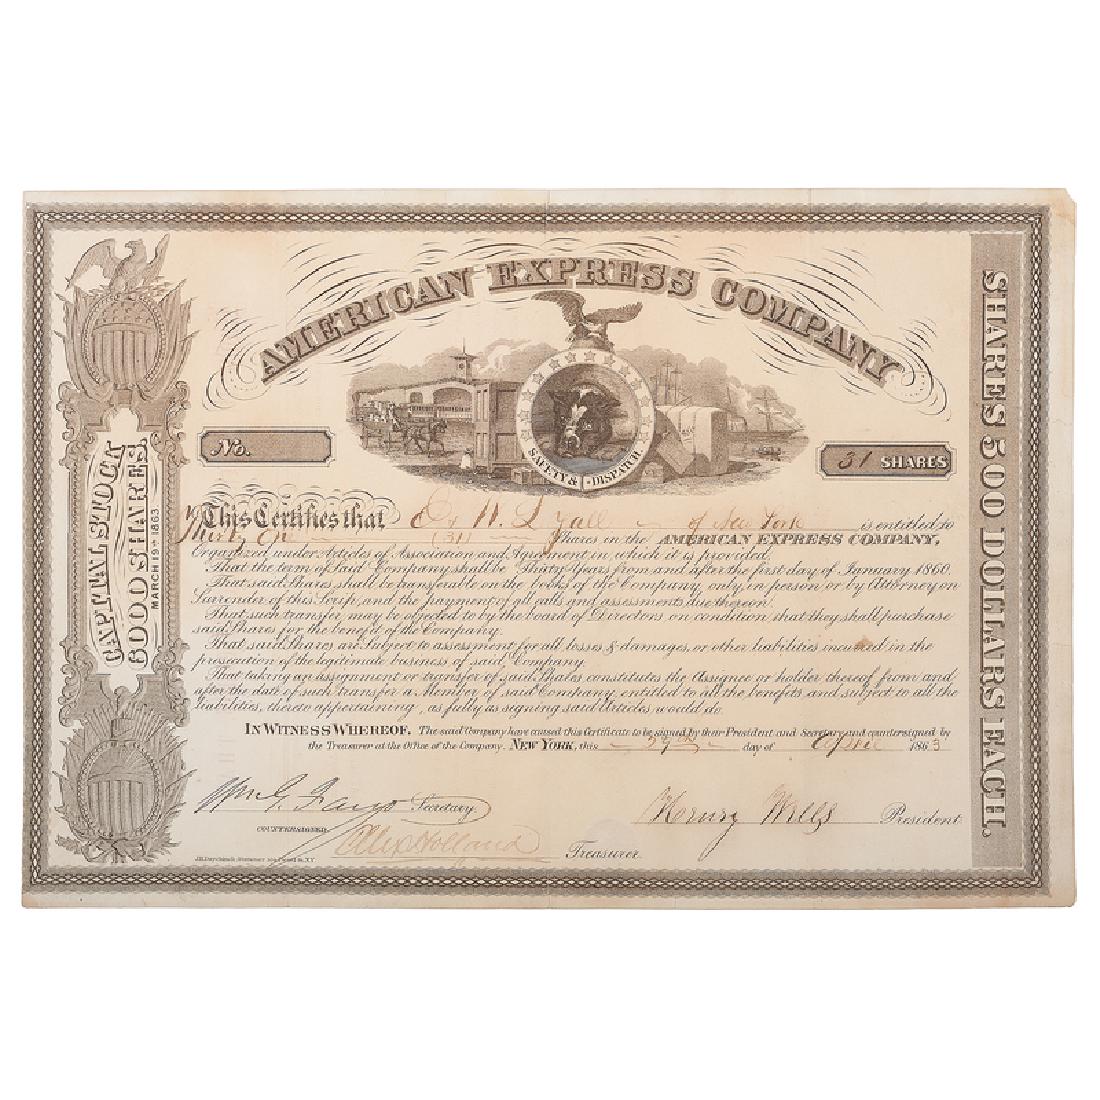 AMERICAN EXPRESS COMPANY
SAFETY & DISPATCH
No.
31 SHARES
CAPITAL STOCK
6000 SHARES.
MARCH 19TH 1863
SHARES 500 DOLLARS EACH.
This Certifies that of New York is entitled to
Thirty One (31) Shares in the AMERICAN EXPRESS COMPANY,
Organized under Articles of Association and Agreement in which it is provided
That the term of said Company shall be Thirty Years from and after the first day of January 1860.
That said Shares shall be transferable on the books of the Company, only in person or by Attorney on
Surrender of this Scrip, and the payment of all calls and assessments due thereon.
That such transfer may be objected to by the board of Directors on condition that they shall purchase
said Shares for the benefit of the Company.
That said Shares are subject to assessment for all losses & damages, or other liabilities incurred in the
prosecution of the legitimate business of said Company.
That taking an assignment or transfer of said Shares constitutes the Assignee or holder thereof from and
after the date of such transfer a Member of said Company, entitled to all the benefits and subject to all the
liabilities, thereto appertaining, as fully as signing said Articles would do.
IN WITNESS WHEREOF, The said Company have caused this Certificate to be signed by their President and Secretary and countersigned by
the Treasurer at the Office of the Company. NEW YORK, this day of April 1863
Wm G. Fargo Secretary
Henry Wells President
COUNTERSIGNED
Alex Holland Treasurer